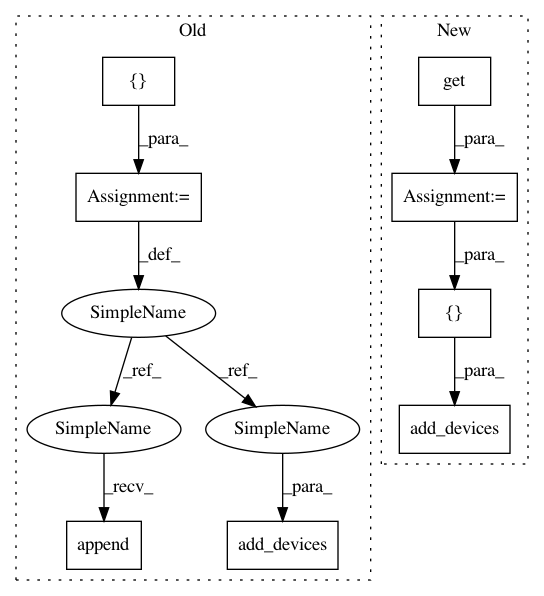 Old
New
{}
get
_para_
_para_
Assignment:=
Assignment:=
_def_
_para_
SimpleName
{}
_ref_
_ref_
_para_
SimpleName
SimpleName
add_devices
_recv_
_para_
append
add_devices